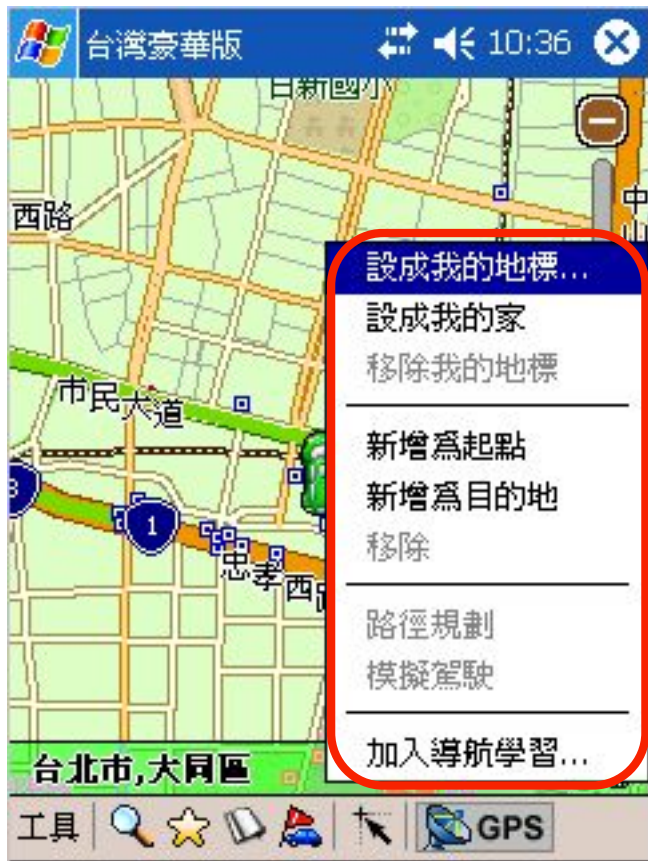 台灣豪華版 10:36
日新國小
西路
中山
設成我的地標...
設成我的家
移除我的地標
市民大道
新增為起點
新增為目的地
移除
3
1
忠孝西路
路徑規劃
模擬駕駛
加入導航學習...
台北市,大同區
工具 GPS